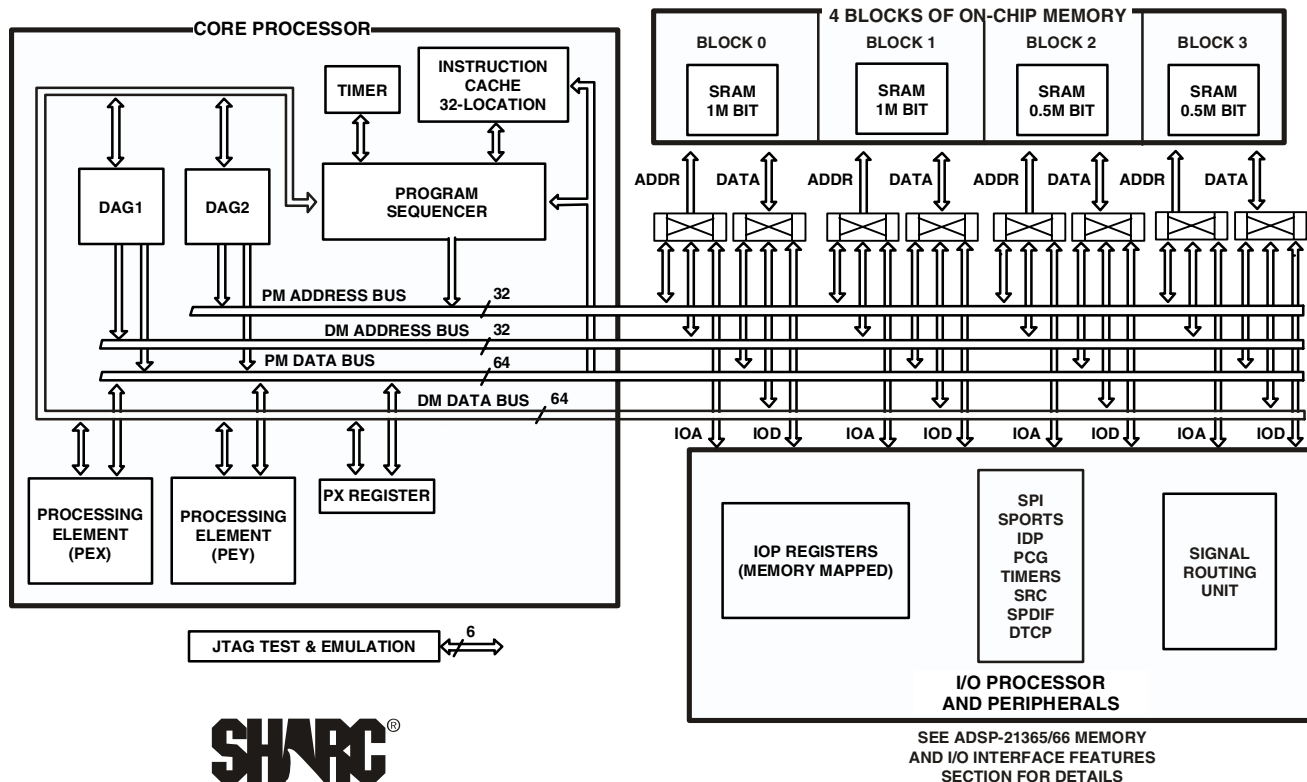 CORE PROCESSOR
TIMER
INSTRUCTION
CACHE
32-LOCATION
DAG1
DAG2
PROGRAM
SEQUENCER
PM ADDRESS BUS
32
DM ADDRESS BUS
32
PM DATA BUS
64
DM DATA BUS
64
PROCESSING
ELEMENT
(PEX)
PROCESSING
ELEMENT
(PEY)
PX REGISTER
JTAG TEST & EMULATION
6
SHARC®
4 BLOCKS OF ON-CHIP MEMORY
BLOCK 0
BLOCK 1
BLOCK 2
BLOCK 3
SRAM
1M BIT
SRAM
1M BIT
SRAM
0.5M BIT
SRAM
0.5M BIT
ADDR
DATA
ADDR
DATA
ADDR
DATA
ADDR
DATA
IOA
IOD
IOA
IOD
IOA
IOD
IOA
IOD
IOP REGISTERS
(MEMORY MAPPED)
SPI
SPORTS
IDP
PCG
TIMERS
SRC
SPDIF
DTCP
SIGNAL
ROUTING
UNIT
I/O PROCESSOR
AND PERIPHERALS
SEE ADSP-21365/66 MEMORY
AND I/O INTERFACE FEATURES
SECTION FOR DETAILS